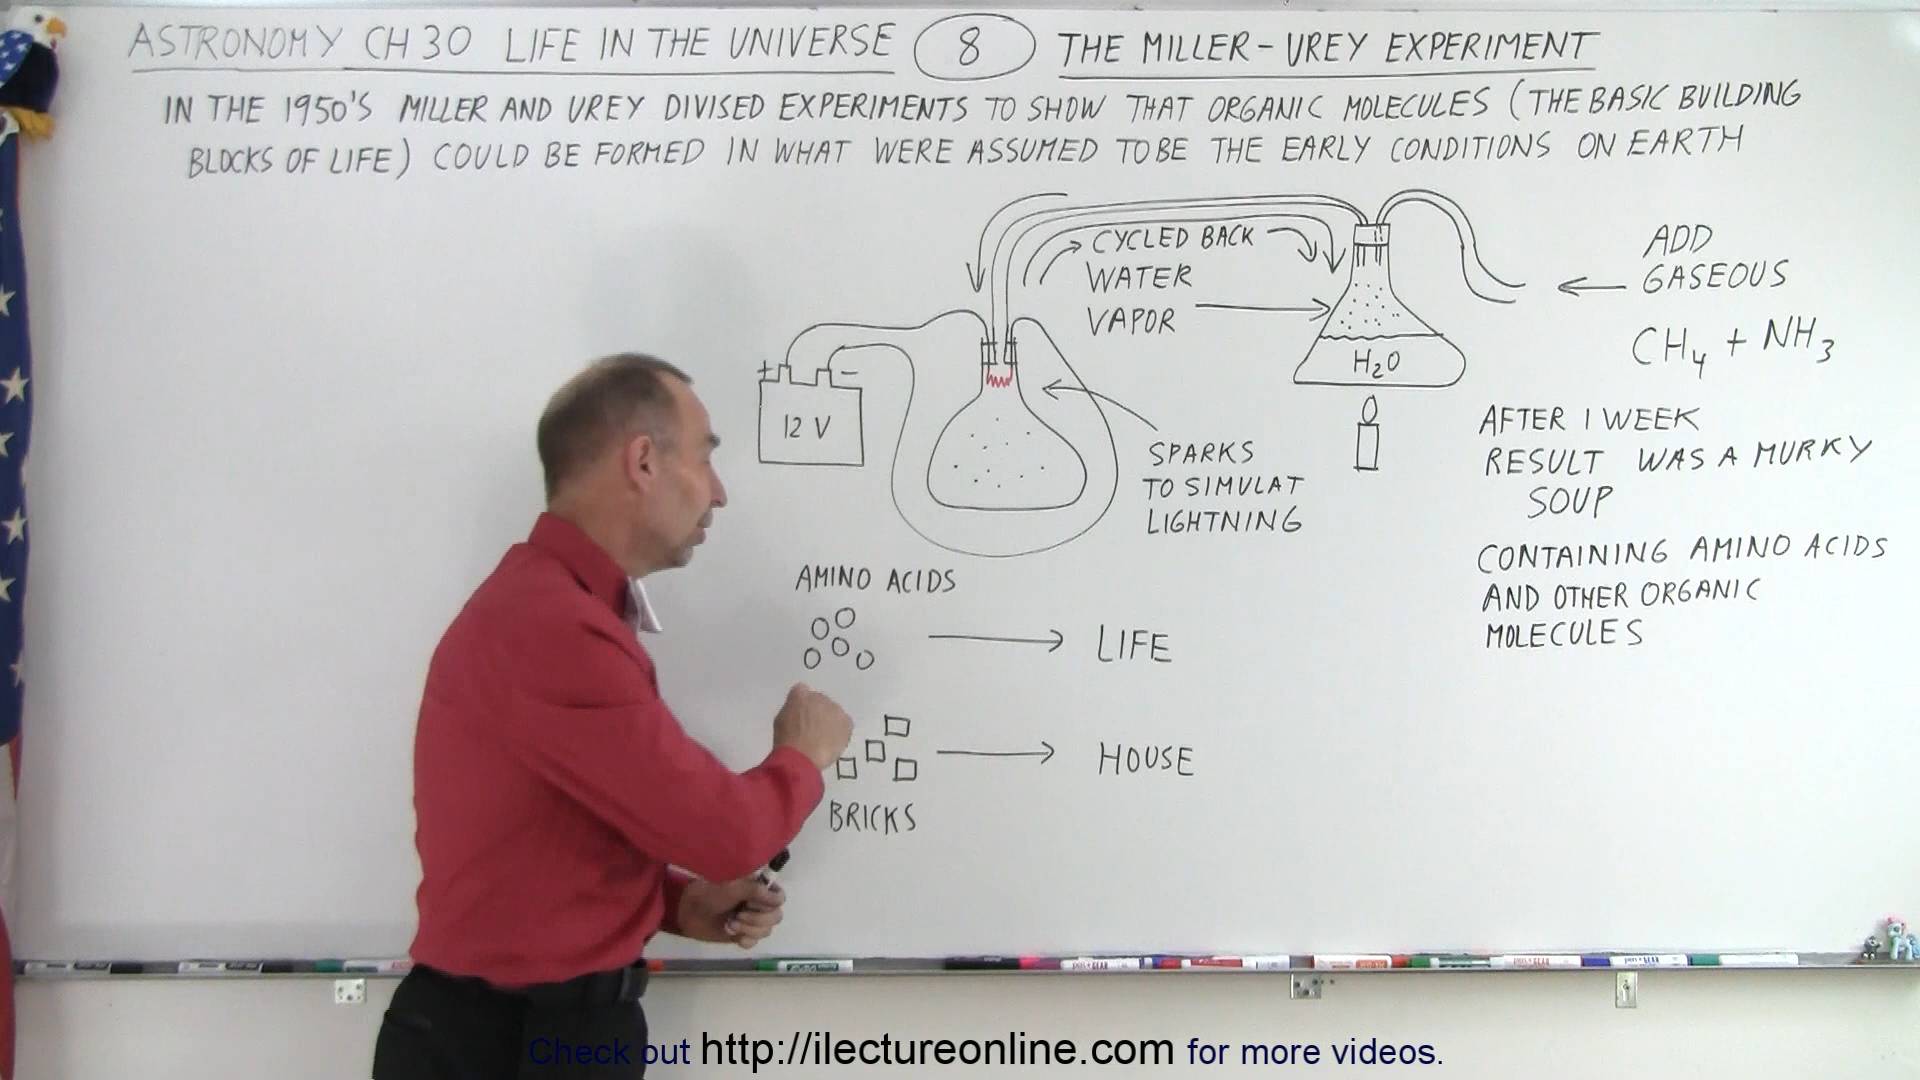 ASTRONOMY CH 30 LIFE IN THE UNIVERSE 8 THE MILLER-UREY EXPERIMENT
IN THE 1950'S MILLER AND UREY DIVISED EXPERIMENTS TO SHOW THAT ORGANIC MOLECULES (THE BASIC BUILDING
BLOCKS OF LIFE) COULD BE FORMED IN WHAT WERE ASSUMED TO BE THE EARLY CONDITIONS ON EARTH
CYCLED BACK
WATER
VAPOR
H2O
ADD
GASEOUS
CH4 + NH3
+ -
12 V
SPARKS
TO SIMULAT
LIGHTNING
AFTER 1 WEEK
RESULT WAS A MURKY
SOUP
CONTAINING AMINO ACIDS
AND OTHER ORGANIC
MOLECULES
AMINO ACIDS
LIFE
HOUSE
BRICKS
Check out http://ilectureonline.com for more videos.